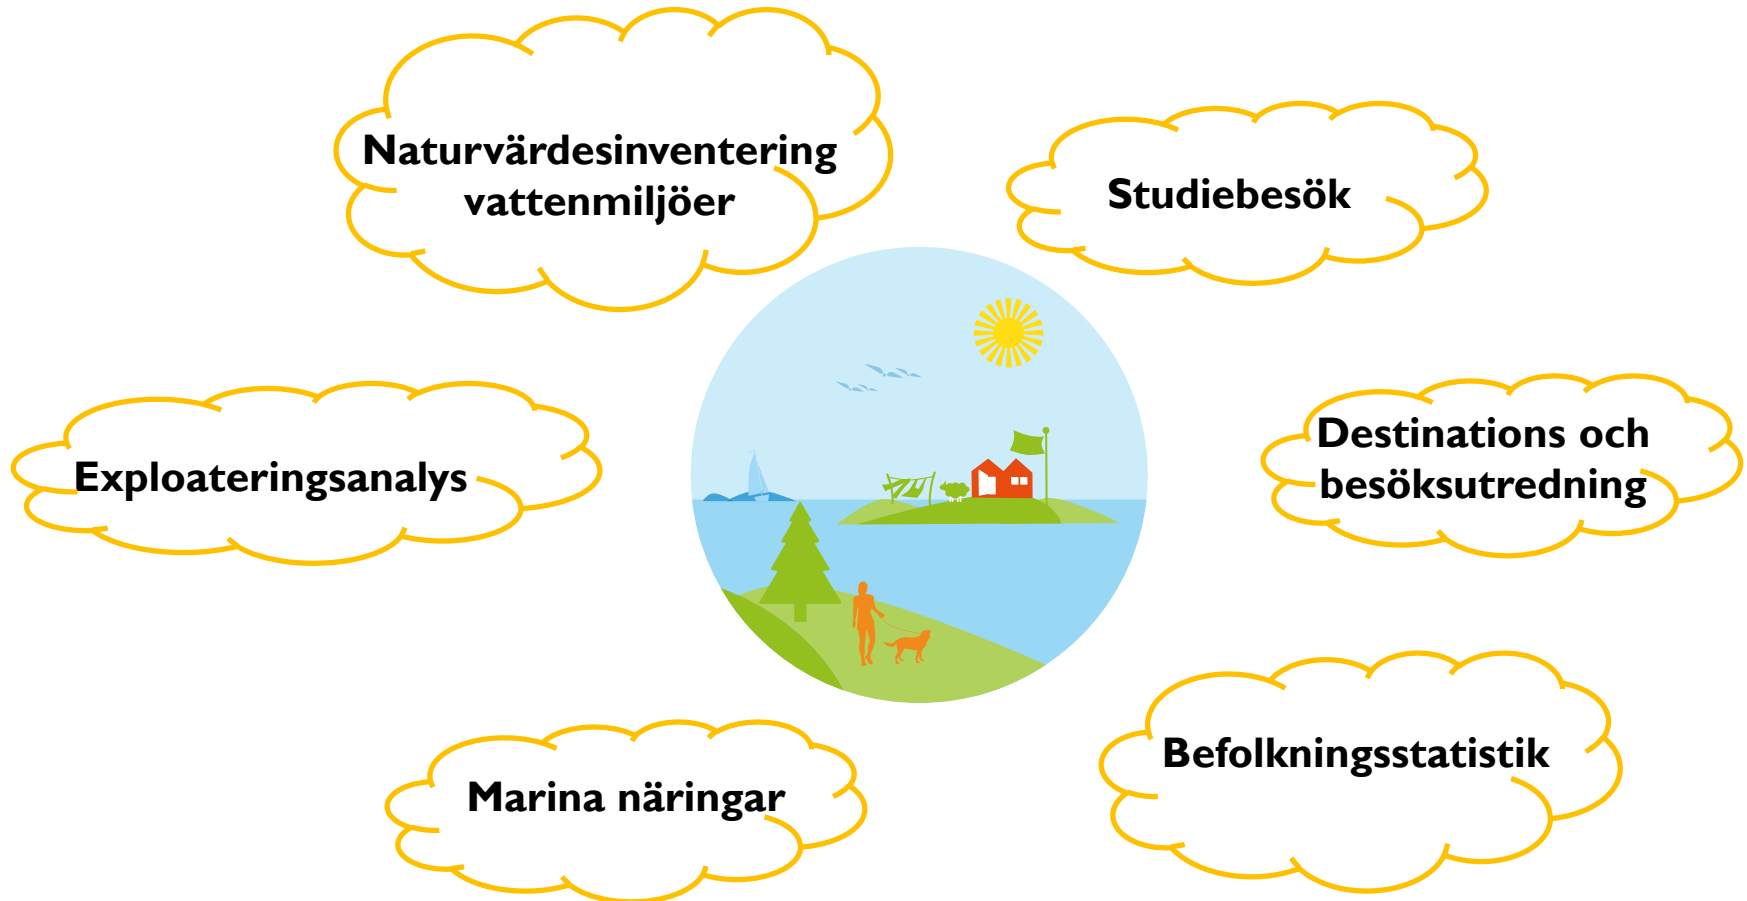 Naturvärdesinventering
vattenmiljöer
Studiebesök
Exploateringsanalys
Destinations och
besöksutredning
Marina näringar
Befolkningsstatistik